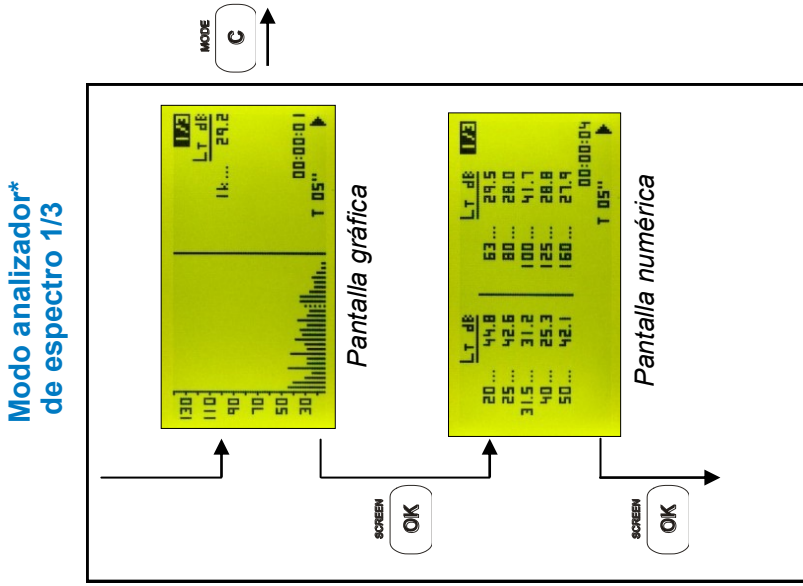 Modo analizador*
de espectro 1/3
MODE
C
130
110
90
70
50
30
1/3
LT dB
1k... 29.2
00:00:01
T 05"
Pantalla gráfica
SCREEN
OK
LT dB
20... 44.8
25... 42.6
31.5... 31.2
40... 25.3
50... 42.1
1/3
LT dB
63... 29.5
80... 28.0
100... 41.7
125... 28.8
160... 27.9
00:00:04
T 05"
Pantalla numérica
SCREEN
OK